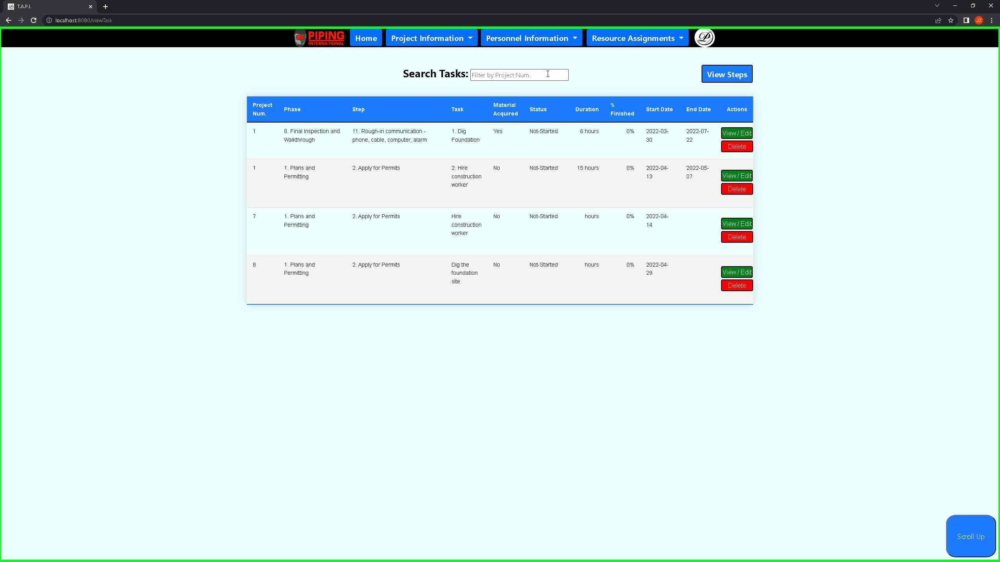 T.A.P.I.
localhost:8080/viewTask
JZ
PIPING
INTERNATIONAL
Home
Project Information
Personnel Information
Resource Assignments
Search Tasks:
Filter by Project Num.
View Steps
Project
Num.
Phase
Step
Task
Material
Acquired
Status
Duration
%
Finished
Start Date
End Date
Actions
1
8. Final Inspection and
Walkthrough
11. Rough-in communication -
phone, cable, computer, alarm
1. Dig
Foundation
Yes
Not-Started
6 hours
0%
2022-03-
30
2022-07-
22
View / Edit
Delete
1
1. Plans and
Permitting
2. Apply for Permits
2. Hire
construction
worker
No
Not-Started
15 hours
0%
2022-04-
13
2022-05-
07
View / Edit
Delete
7
1. Plans and
Permitting
2. Apply for Permits
Hire
construction
worker
No
Not-Started
hours
0%
2022-04-
14
View / Edit
Delete
8
1. Plans and
Permitting
2. Apply for Permits
Dig the
foundation
site
No
Not-Started
hours
0%
2022-04-
29
View / Edit
Delete
Scroll Up